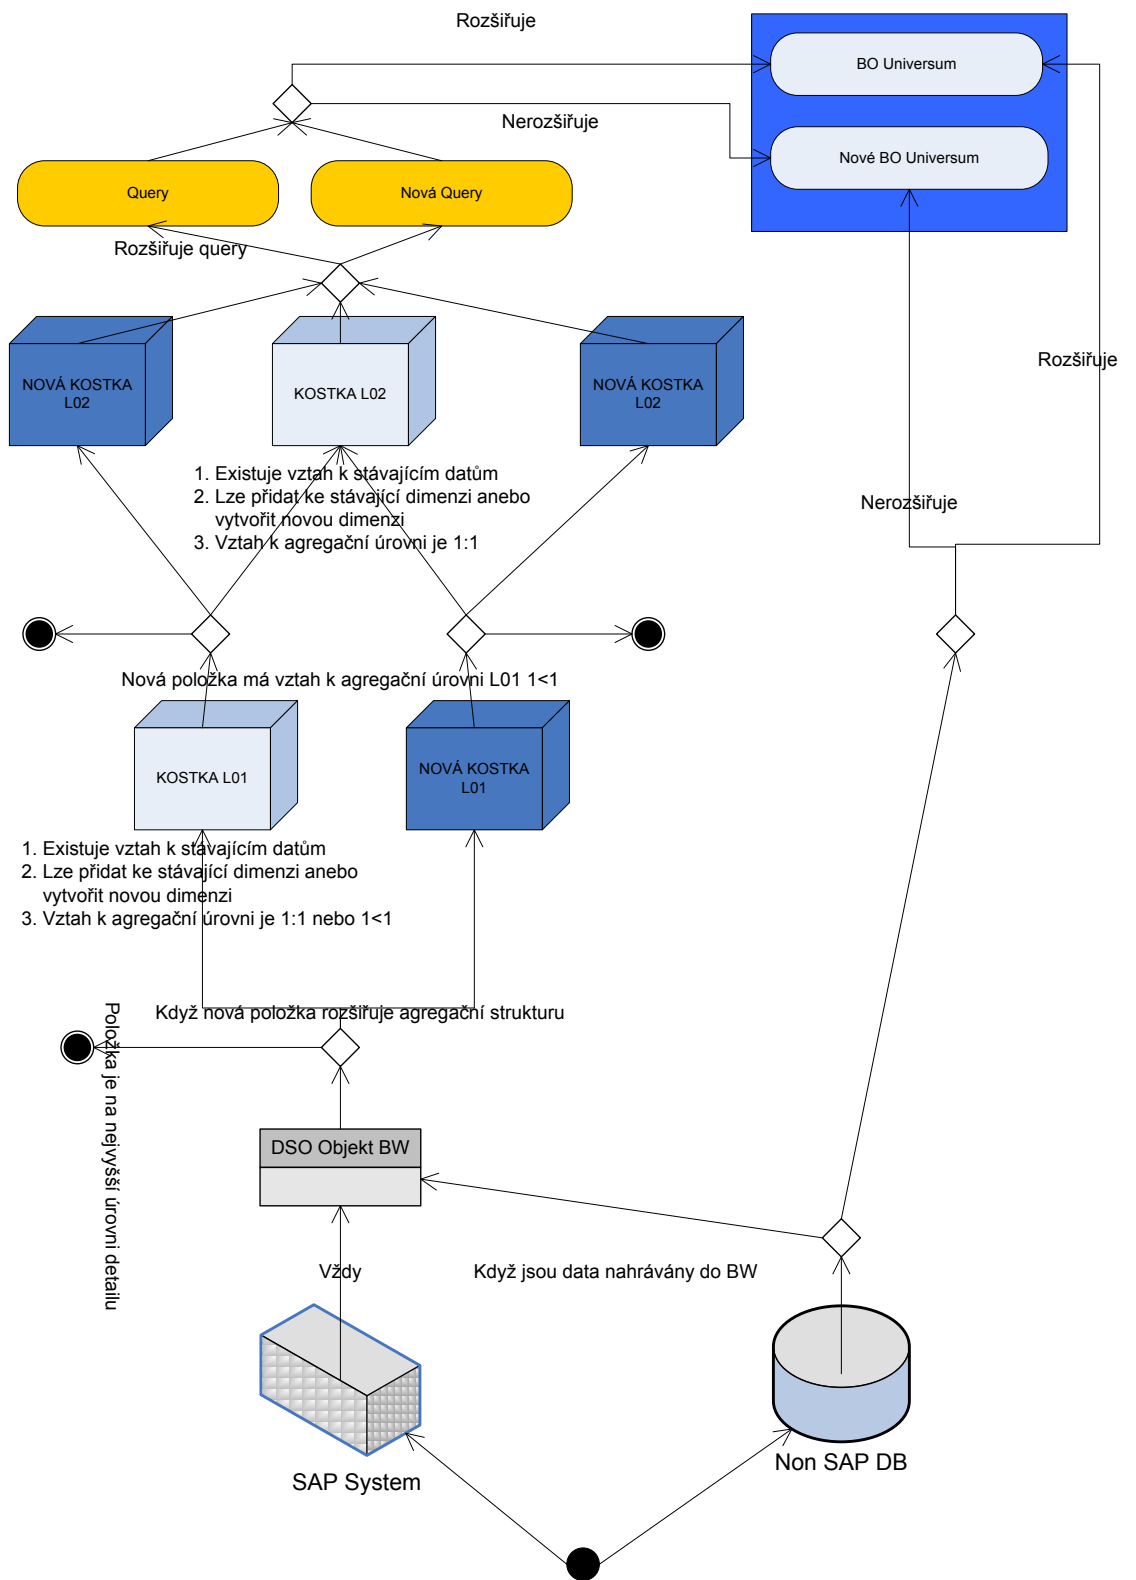 Rozšiřuje
BO Universum
Nerozšiřuje
Nové BO Universum
Query
Nová Query
Rozšiřuje query
NOVÁ KOSTKA
L02
KOSTKA L02
NOVÁ KOSTKA
L02
Rozšiřuje
1. Existuje vztah k stávajícím datům
2. Lze přidat ke stávající dimenzi anebo
vytvořit novou dimenzi
3. Vztah k agregační úrovni je 1:1
Nerozšiřuje
Nová položka má vztah k agregační úrovni L01 1<1
KOSTKA L01
NOVÁ KOSTKA
L01
1. Existuje vztah k stávajícím datům
2. Lze přidat ke stávající dimenzi anebo
vytvořit novou dimenzi
3. Vztah k agregační úrovni je 1:1 nebo 1<1
Když nová položka rozšiřuje agregační strukturu
Položka je na nejvyšší úrovni detailu
DSO Objekt BW
Vždy
Když jsou data nahrávány do BW
SAP System
Non SAP DB